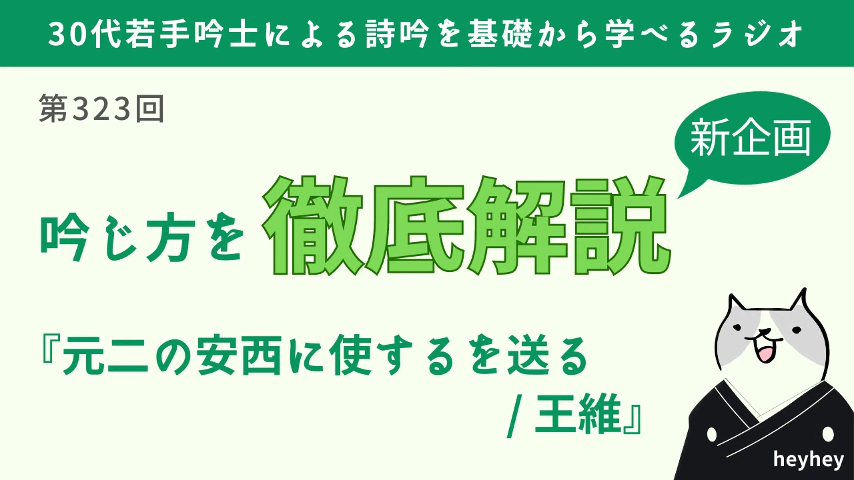 30代若手吟士による詩吟を基礎から学べるラジオ
第323回
新企画
吟じ方を徹底解説
『元二の安西に使するを送る
/ 王維』
heyhey